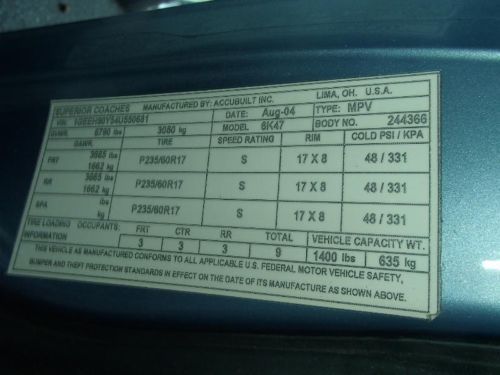 SUPERIOR COACHES MANUFACTURED BY: ACCUBUILT INC. LIMA, OH. U.S.A.
VIN: 1GEEH90Y54U550681 DATE: Aug-04 TYPE: MPV
GVWR: 6790 lbs 3080 kg MODEL: 6K47 BODY NO. 244366
GAWR. TIRE SPEED RATING RIM COLD PSI / KPA
FRT 3665 lbs 1662 kg P235/60R17 S 17 X 8 48 / 331
RR 3665 lbs 1662 kg P235/60R17 S 17 X 8 48 / 331
SPA lbs kg P235/60R17 S 17 X 8 48 / 331
TIRE LOADING INFORMATION OCCUPANTS: FRT CTR RR TOTAL VEHICLE CAPACITY WT.
3 3 3 9 1400 lbs 635 kg
THIS VEHICLE AS MANUFACTURED CONFORMS TO ALL APPLICABLE U.S. FEDERAL MOTOR VEHICLE SAFETY,
BUMPER AND THEFT PROTECTION STANDARDS IN EFFECT ON THE DATE OF ITS MANUFACTURE AS SHOWN ABOVE.